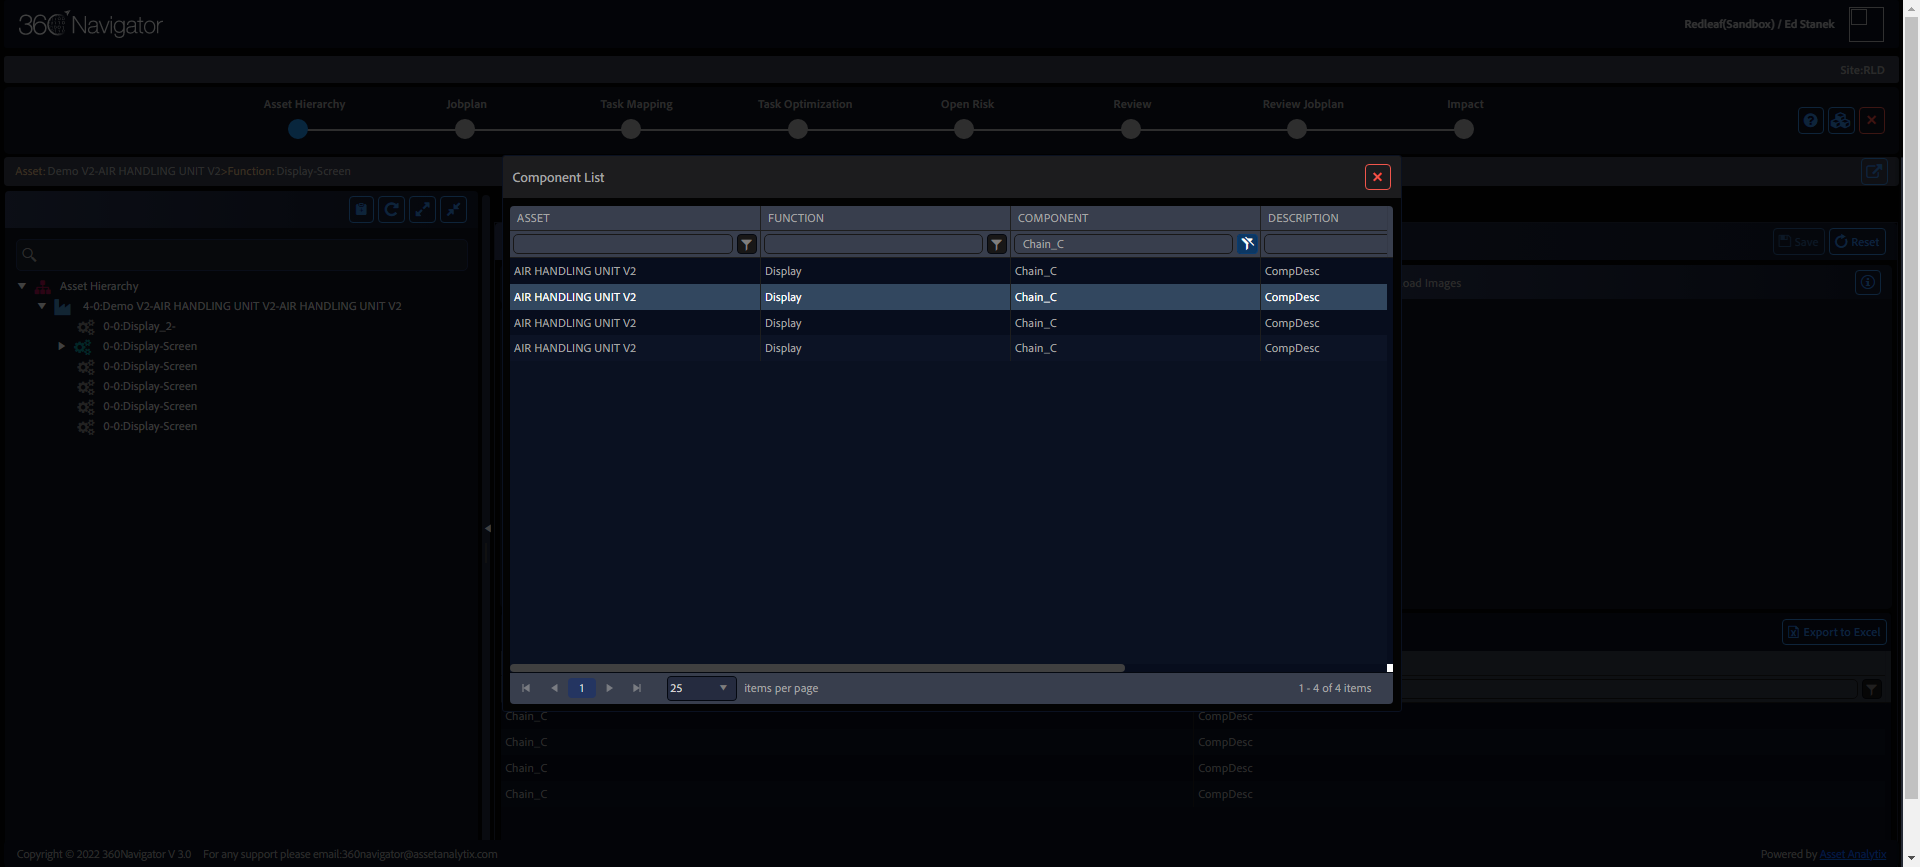 360 Navigator
Redleaf(Sandbox) / Ed Stanek
Site:RLD
Asset Hierarchy
Jobplan
Task Mapping
Task Optimization
Open Risk
Review
Review Jobplan
Impact
Asset: Demo V2-AIR HANDLING UNIT V2>Function: Display-Screen
Asset Hierarchy
4-0:Demo V2-AIR HANDLING UNIT V2-AIR HANDLING UNIT V2
0-0:Display_2-
0-0:Display-Screen
0-0:Display-Screen
0-0:Display-Screen
0-0:Display-Screen
0-0:Display-Screen
Component List
ASSET FUNCTION COMPONENT DESCRIPTION
Chain_C
AIR HANDLING UNIT V2 Display Chain_C CompDesc
AIR HANDLING UNIT V2 Display Chain_C CompDesc
AIR HANDLING UNIT V2 Display Chain_C CompDesc
AIR HANDLING UNIT V2 Display Chain_C CompDesc
1 25 items per page 1 - 4 of 4 items
Save Reset
oad Images
Export to Excel
Chain_C CompDesc
Chain_C CompDesc
Chain_C CompDesc
Chain_C CompDesc
Copyright © 2022 360Navigator V 3.0 For any support please email:360navigator@assetanalytix.com
Powered by Asset Analytix